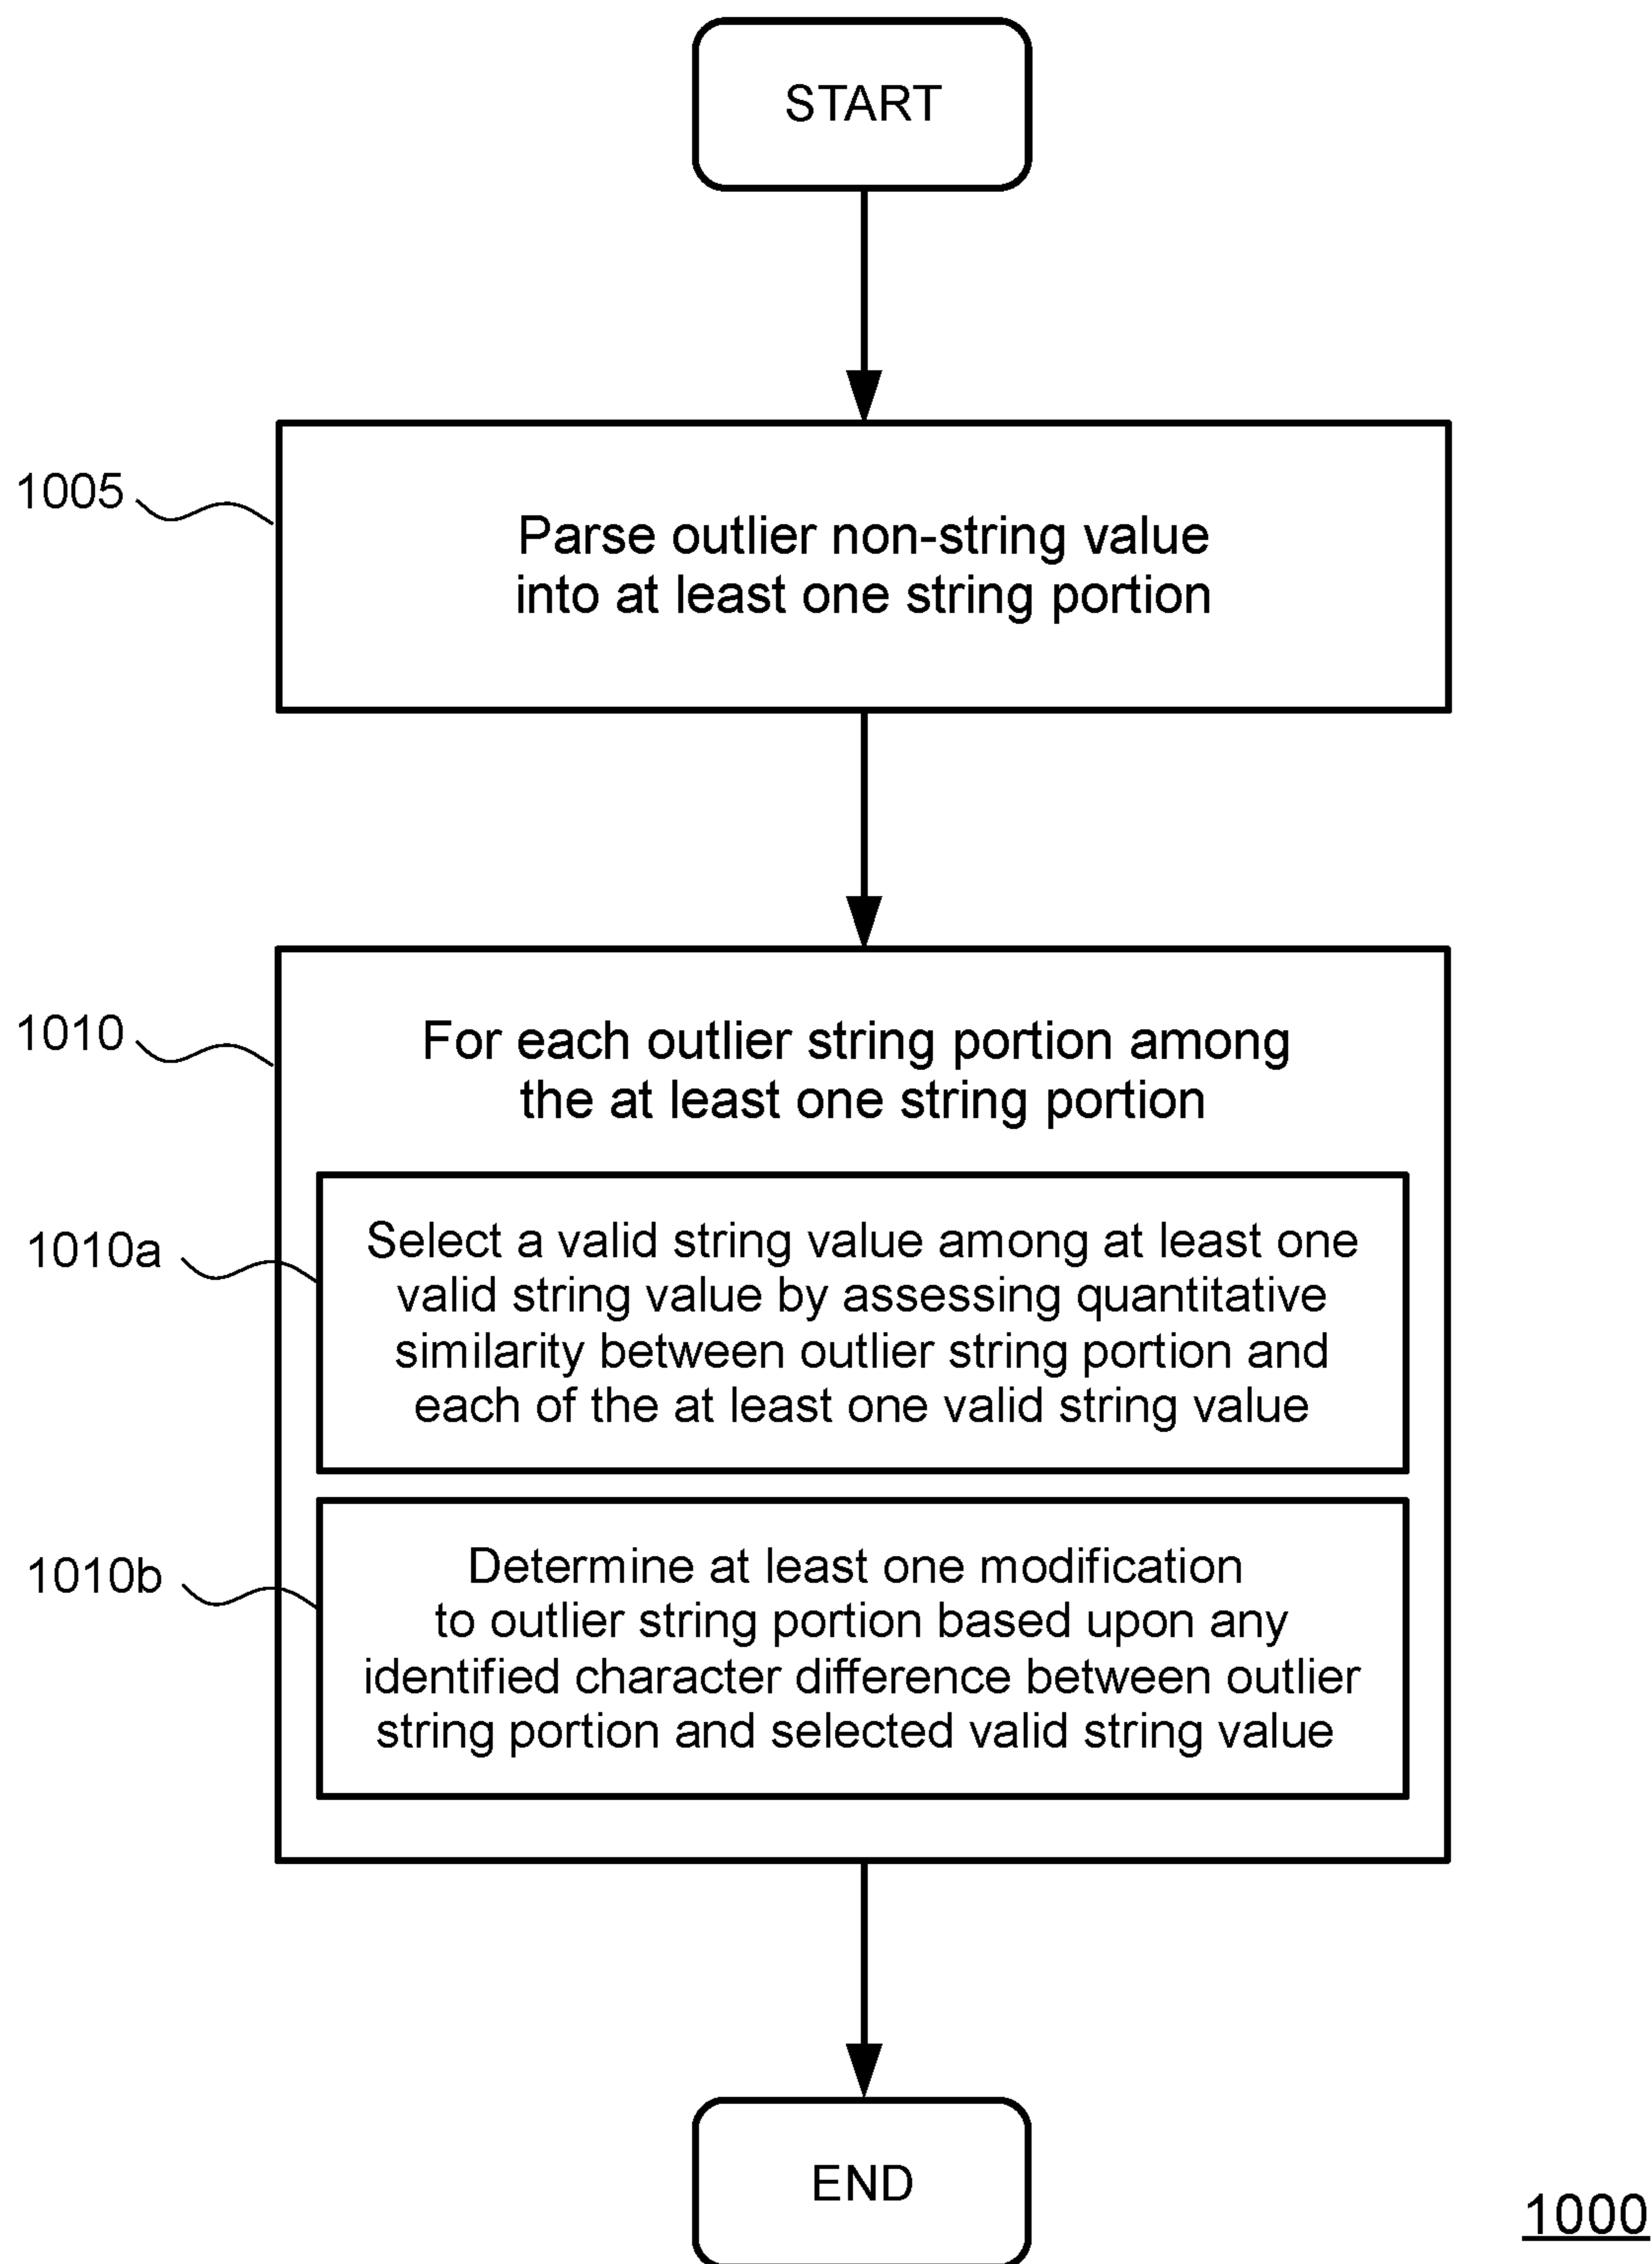 START
1005
Parse outlier non-string value
into at least one string portion
1010
For each outlier string portion among
the at least one string portion
1010a
Select a valid string value among at least one
valid string value by assessing quantitative
similarity between outlier string portion and
each of the at least one valid string value
1010b
Determine at least one modification
to outlier string portion based upon any
identified character difference between outlier
string portion and selected valid string value
END
1000